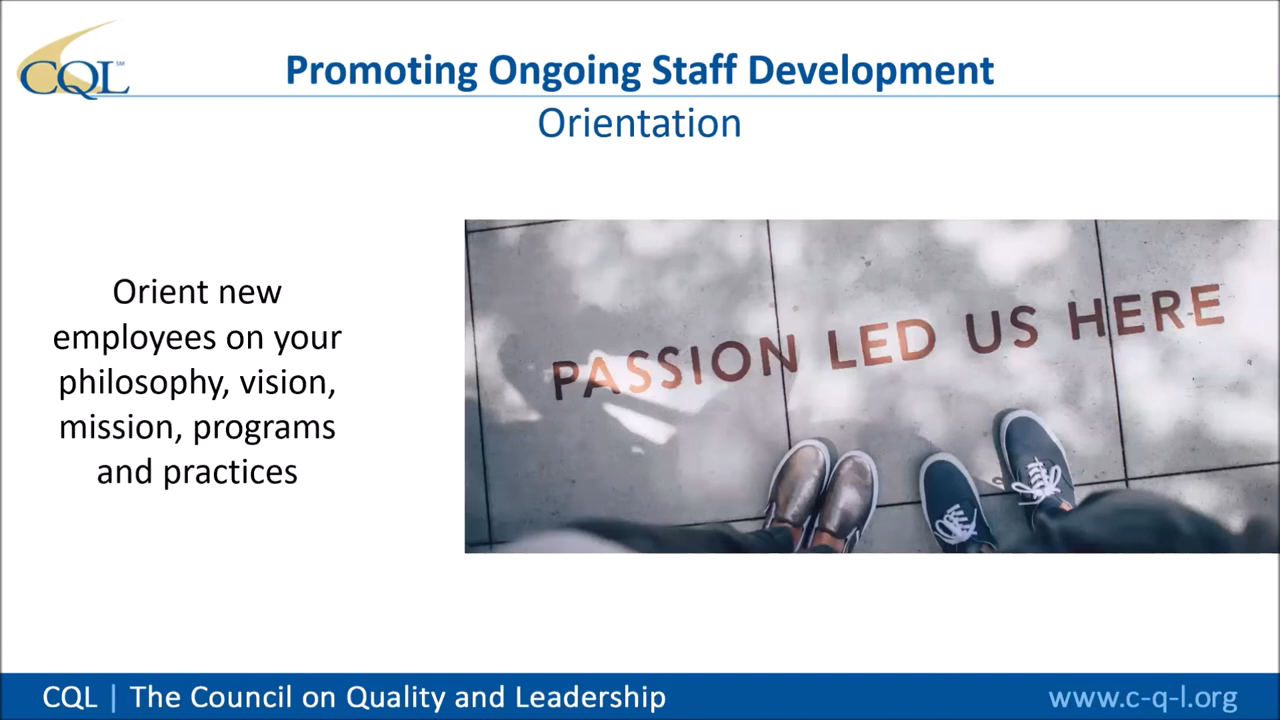 CQL SM
Promoting Ongoing Staff Development
Orientation
Orient new
employees on your
philosophy, vision,
mission, programs
and practices
PASSION LED US HERE
CQL | The Council on Quality and Leadership
www.c-q-l.org